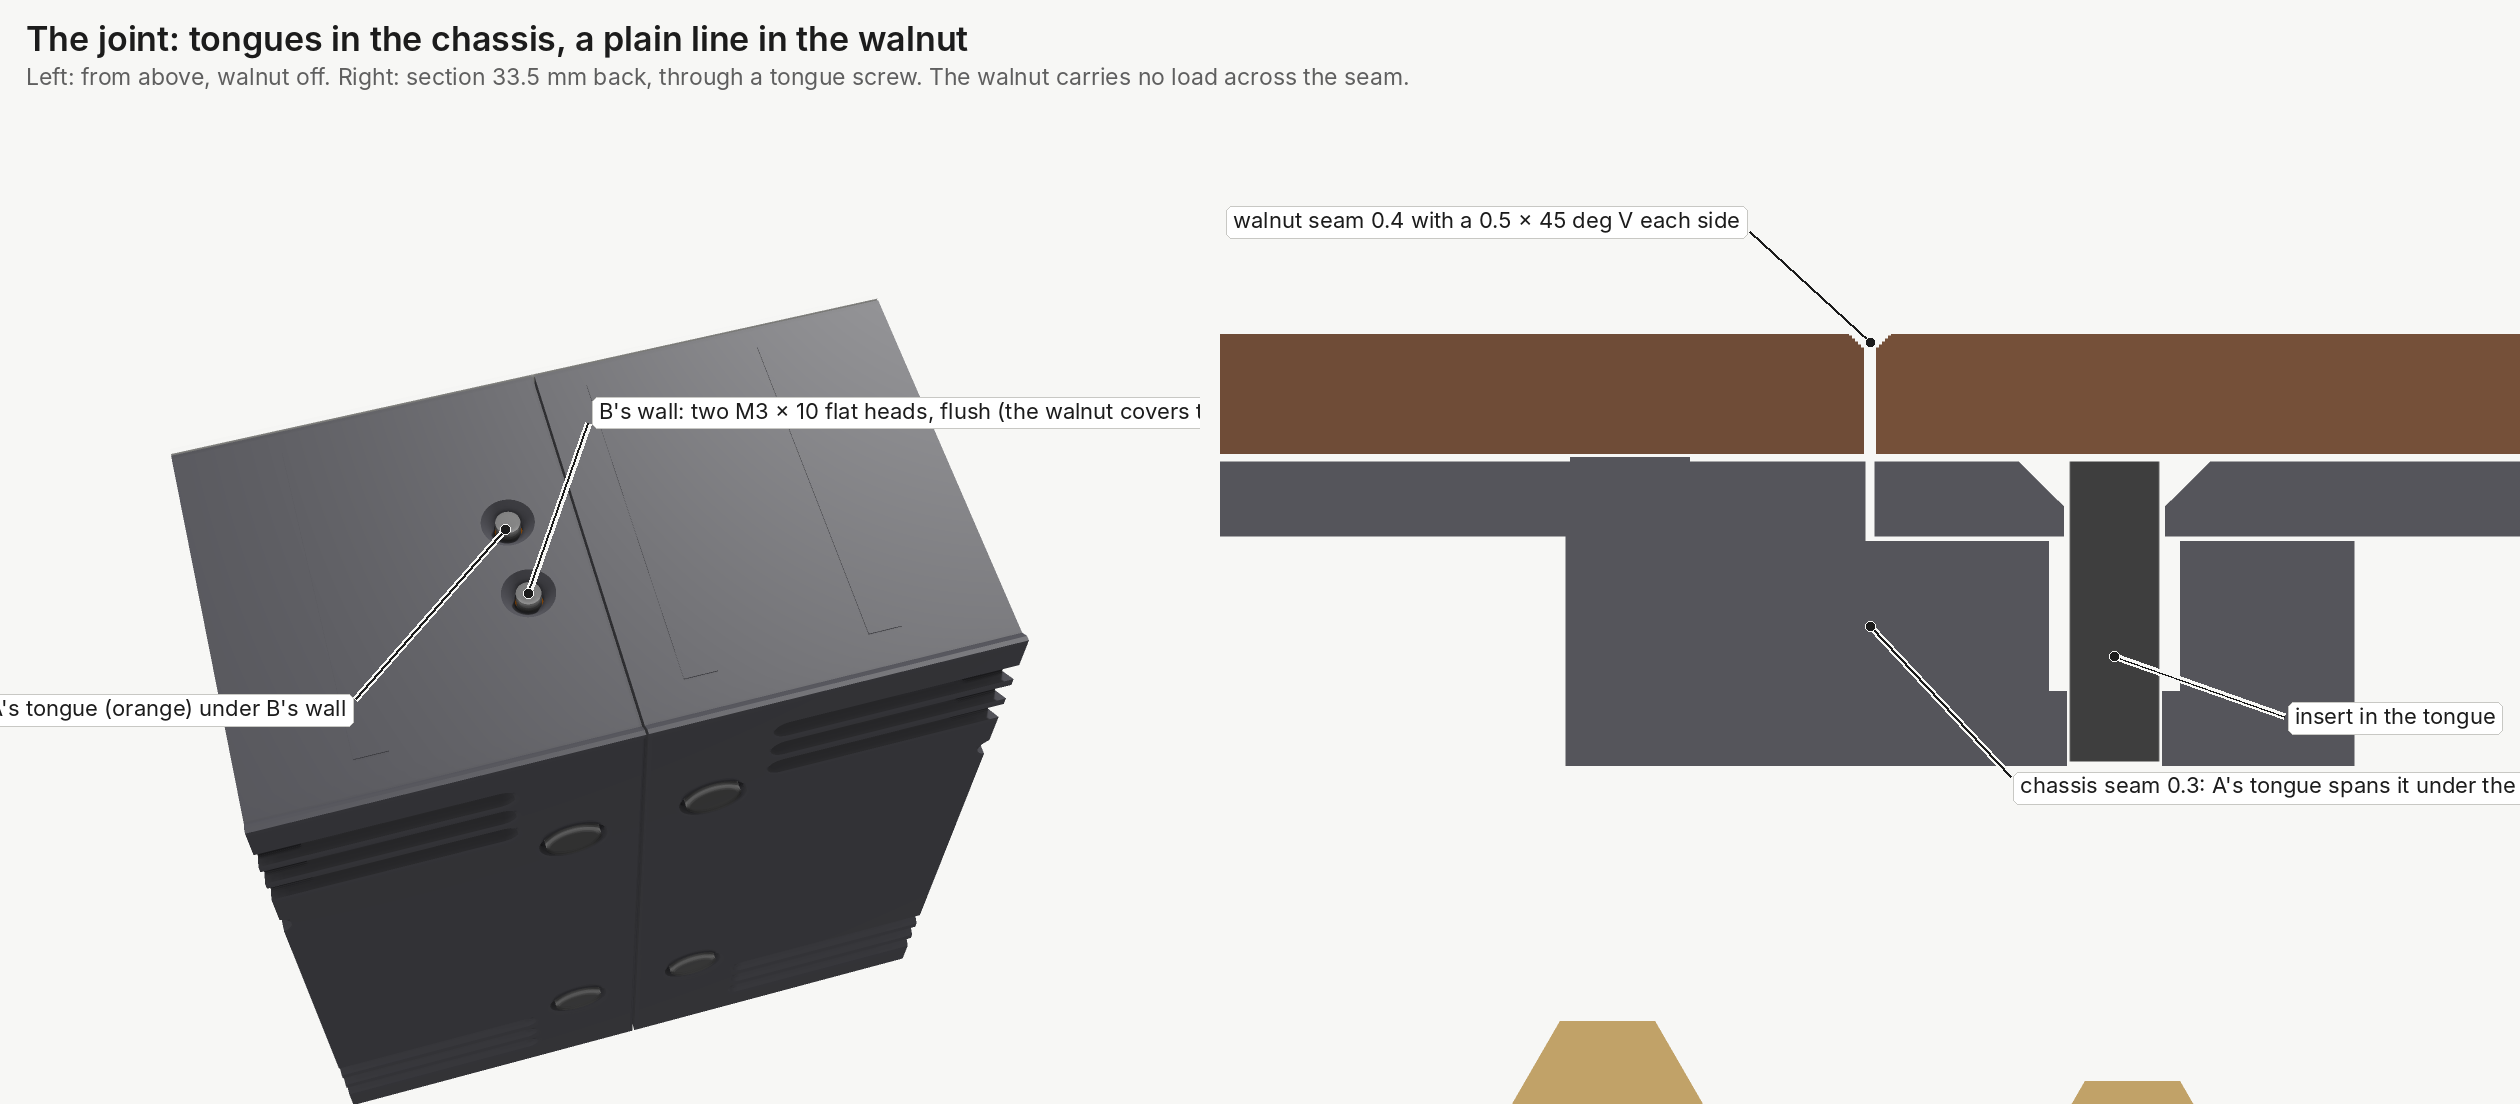 The joint: tongues in the chassis, a plain line in the walnut
Left: from above, walnut off. Right: section 33.5 mm back, through a tongue screw. The walnut carries no load across the seam.
walnut seam 0.4 with a 0.5 × 45 deg V each side
B's wall: two M3 × 10 flat heads, flush (the walnut covers
's tongue (orange) under B's wall
insert in the tongue
chassis seam 0.3: A's tongue spans it under the